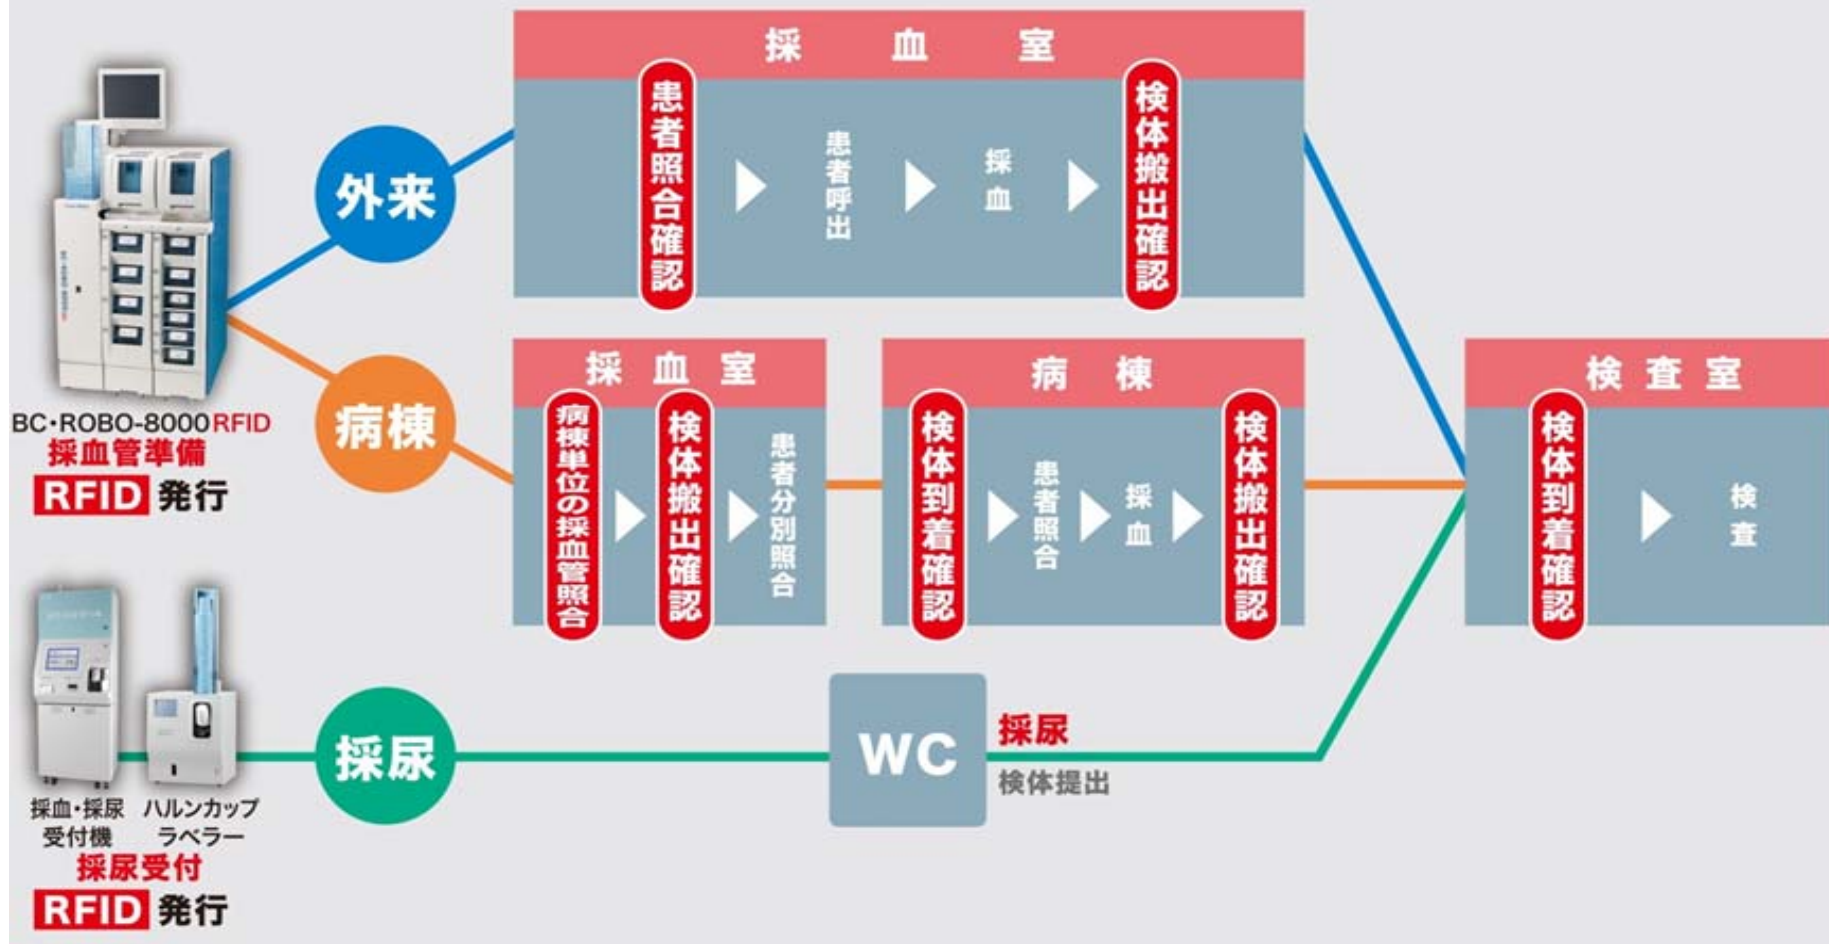 採血室
患者照合確認
患者呼出
採血
検体搬出確認
外来
BC・ROBO-8000 RFID
採血管準備
RFID 発行
病棟
採血室
病棟単位の採血管照合
検体搬出確認
患者分別照合
病棟
検体到着確認
患者照合
採血
検体搬出確認
検査室
検体到着確認
検査
採血・採尿
受付機
ハルンカップ
ラベラー
採尿受付
RFID 発行
採尿
WC
採尿
検体提出